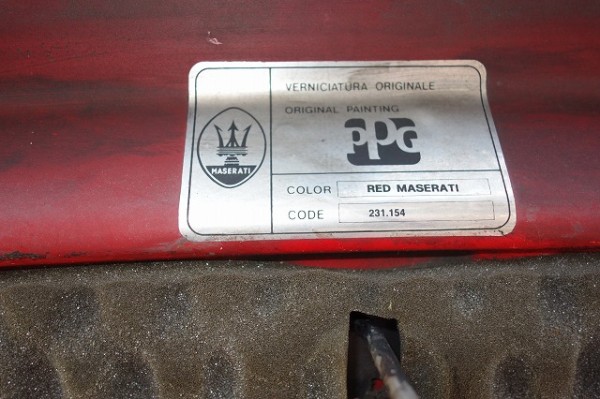 VERNICIATURA ORIGINALE
ORIGINAL PAINTING
PPG
MASERATI
COLOR RED MASERATI
CODE 231.154